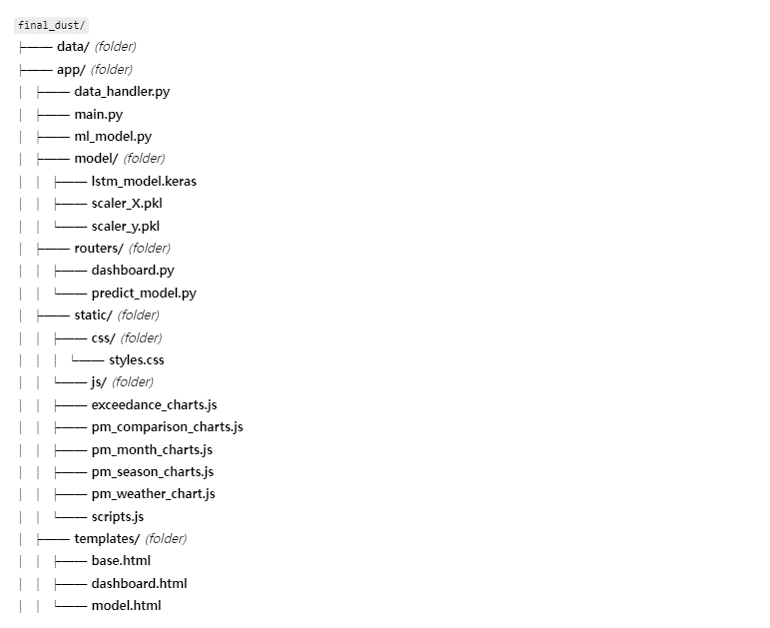 final_dust/
├── data/ (folder)
├── app/ (folder)
│ ├── data_handler.py
│ ├── main.py
│ ├── ml_model.py
│ ├── model/ (folder)
│ │ ├── lstm_model.keras
│ │ ├── scaler_X.pkl
│ │ └── scaler_y.pkl
│ ├── routers/ (folder)
│ │ ├── dashboard.py
│ │ └── predict_model.py
│ ├── static/ (folder)
│ │ ├── css/ (folder)
│ │ │ └── styles.css
│ │ └── js/ (folder)
│ │ ├── exceedance_charts.js
│ │ ├── pm_comparison_charts.js
│ │ ├── pm_month_charts.js
│ │ ├── pm_season_charts.js
│ │ ├── pm_weather_chart.js
│ │ └── scripts.js
│ ├── templates/ (folder)
│ │ ├── base.html
│ │ ├── dashboard.html
│ │ └── model.html